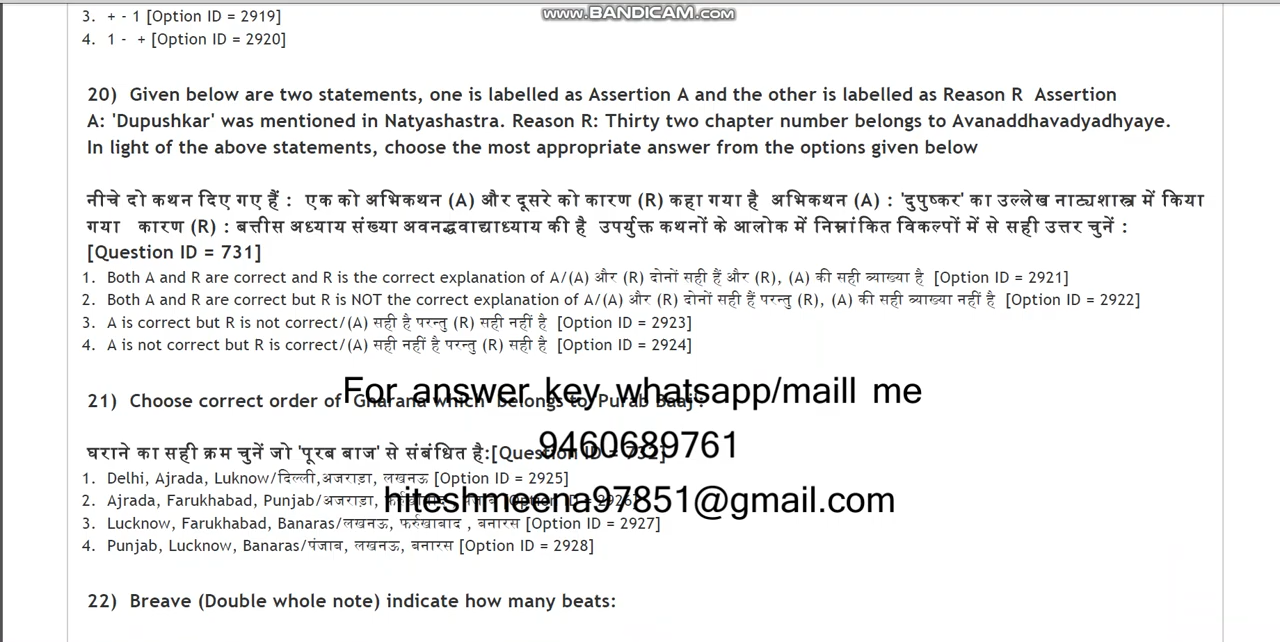 www.BANDICAM.com
3. + - 1 [Option ID = 2919]
4. 1 - + [Option ID = 2920]
20) Given below are two statements, one is labelled as Assertion A and the other is labelled as Reason R Assertion
A: 'Dupushkar' was mentioned in Natyashastra. Reason R: Thirty two chapter number belongs to Avanaddhavadyadhyaye.
In light of the above statements, choose the most appropriate answer from the options given below
नीचे दो कथन दिए गए हैं : एक को अभिकथन (A) और दूसरे को कारण (R) कहा गया है अभिकथन (A) : 'दुपुष्कर' का उल्लेख नाट्यशास्त्र में किया
गया कारण (R) : बत्तीस अध्याय संख्या अवनद्धवाद्याध्याय की है उपर्युक्त कथनों के आलोक में निम्नांकित विकल्पों में से सही उत्तर चुनें :
[Question ID = 731]
1. Both A and R are correct and R is the correct explanation of A/(A) और (R) दोनों सही हैं और (R), (A) की सही व्याख्या है [Option ID = 2921]
2. Both A and R are correct but R is NOT the correct explanation of A/(A) और (R) दोनों सही हैं परन्तु (R), (A) की सही व्याख्या नहीं है [Option ID = 2922]
3. A is correct but R is not correct/(A) सही है परन्तु (R) सही नहीं है [Option ID = 2923]
4. A is not correct but R is correct/(A) सही नहीं है परन्तु (R) सही है [Option ID = 2924]
For answer key whatsapp/maill me
21) Choose correct order of 'Gharana which' belongs to Purab Baaj':
9460689761
घराने का सही क्रम चुनें जो 'पूरब बाज' से संबंधित है:[Question ID = 732]
1. Delhi, Ajrada, Luknow/दिल्ली,अजराड़ा, लखनऊ [Option ID = 2925]
hiteshmeena97851@gmail.com
2. Ajrada, Farukhabad, Punjab/अजराड़ा, [Option ID = 2926]
3. Lucknow, Farukhabad, Banaras/लखनऊ, फर्रुखाबाद , बनारस [Option ID = 2927]
4. Punjab, Lucknow, Banaras/पंजाब, लखनऊ, बनारस [Option ID = 2928]
22) Breave (Double whole note) indicate how many beats: